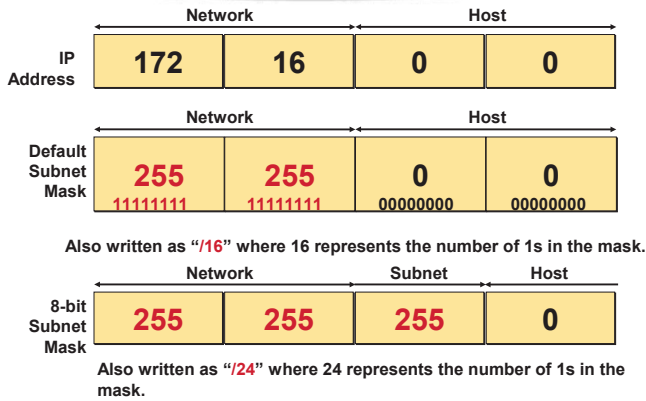 Network Host
IP
Address
172 16 0 0
Network Host
Default
Subnet
Mask
255 255 0 0
11111111 11111111 00000000 00000000
Also written as “/16” where 16 represents the number of 1s in the mask.
Network Subnet Host
8-bit
Subnet
Mask
255 255 255 0
Also written as “/24” where 24 represents the number of 1s in the
mask.